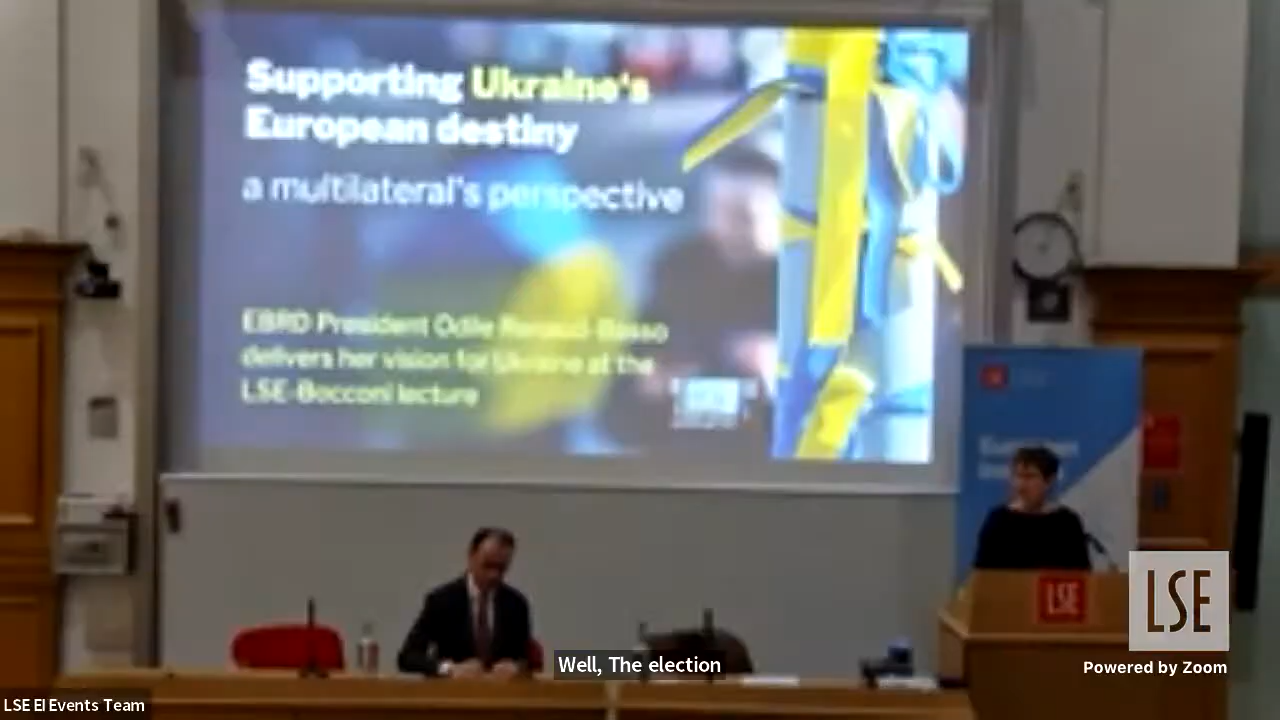 Supporting Ukraine's
European destiny
a multilateral's perspective
EBRD President Odile Renaud-Basso
delivers her vision for Ukraine at the
LSE-Bocconi lecture
LSE
LSE
Powered by Zoom
Well, The election
LSE EI Events Team